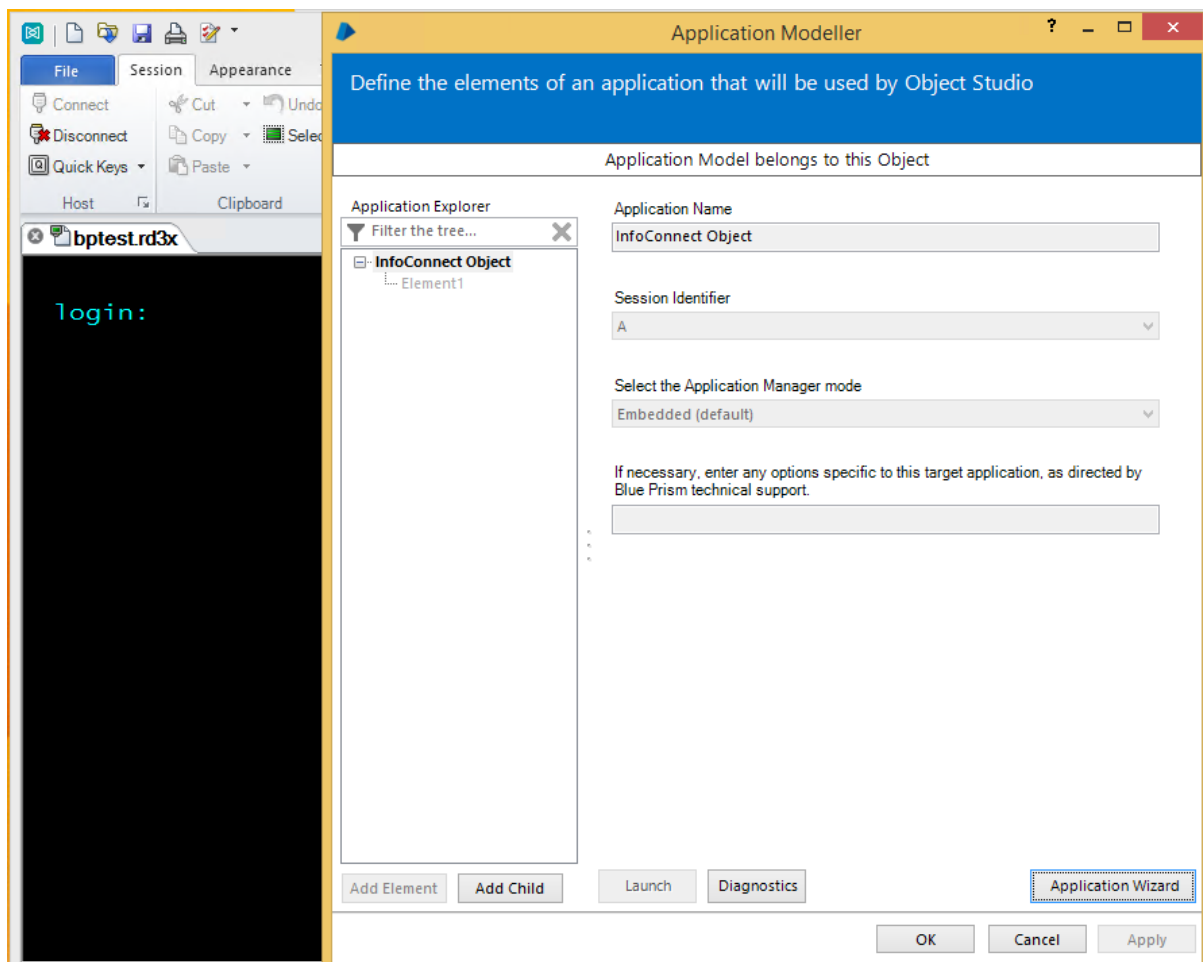 File
Session
Appearance
Connect
Cut
Undo
Disconnect
Copy
Selec
Quick Keys
Paste
Host
Clipboard
bptest.rd3x
login:
Application Modeller
?
Define the elements of an application that will be used by Object Studio
Application Model belongs to this Object
Application Explorer
Filter the tree...
InfoConnect Object
Element1
Application Name
InfoConnect Object
Session Identifier
A
Select the Application Manager mode
Embedded (default)
If necessary, enter any options specific to this target application, as directed by
Blue Prism technical support.
Add Element
Add Child
Launch
Diagnostics
Application Wizard
OK
Cancel
Apply